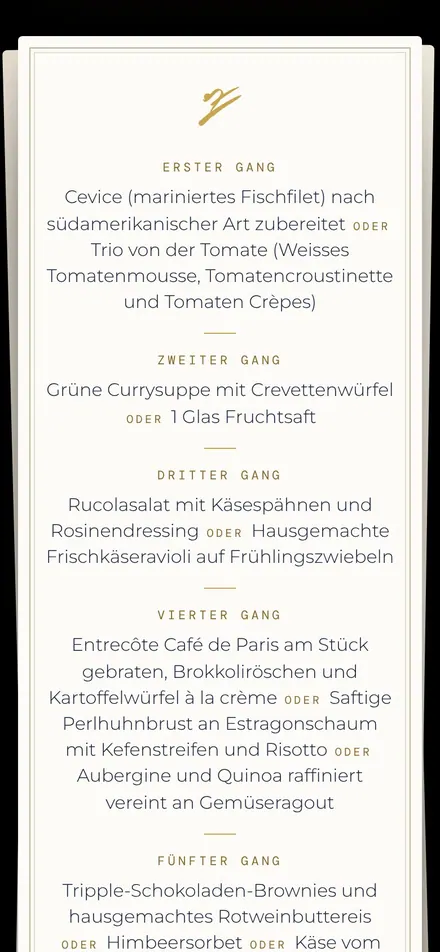 ERSTER GANG
Cevice (mariniertes Fischfilet) nach
südamerikanischer Art zubereitet ODER
Trio von der Tomate (Weisses
Tomatenmousse, Tomatencroustinette
und Tomaten Crèpes)
ZWEITER GANG
Grüne Currysuppe mit Crevettenwürfel
ODER 1 Glas Fruchtsaft
DRITTER GANG
Rucolasalat mit Käsespähnen und
Rosinendressing ODER Hausgemachte
Frischkäseravioli auf Frühlingszwiebeln
VIERTER GANG
Entrecôte Café de Paris am Stück
gebraten, Brokkoliröschen und
Kartoffelwürfel à la crème ODER Saftige
Perlhuhnbrust an Estragonschaum
mit Kefenstreifen und Risotto ODER
Aubergine und Quinoa raffiniert
vereint an Gemüseragout
FÜNFTER GANG
Tripple-Schokoladen-Brownies und
hausgemachtes Rotweinbuttereis
ODER Himbeersorbet ODER Käse vom